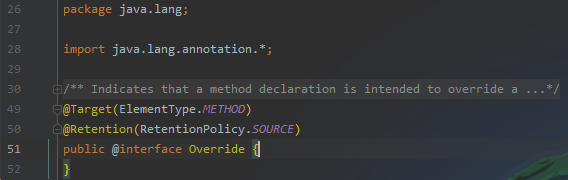 26 package java.lang;
27
28 import java.lang.annotation.*;
29
30 /** Indicates that a method declaration is intended to override a ...*/
49 @Target(ElementType.METHOD)
50 @Retention(RetentionPolicy.SOURCE)
51 public @interface Override {
52 }